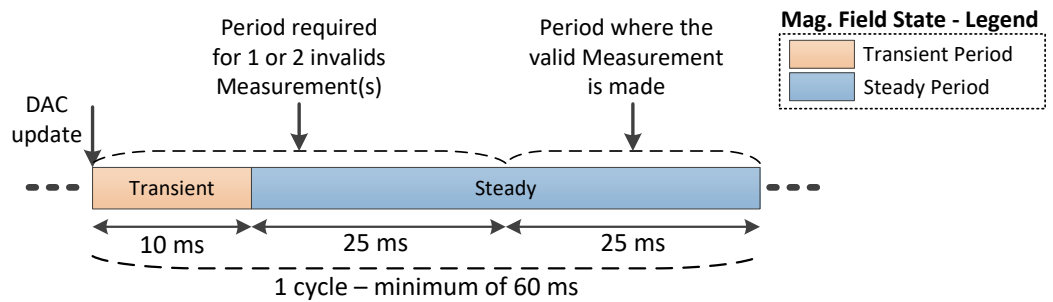 Mag. Field State - Legend
Transient Period
Steady Period
Period required
for 1 or 2 invalids
Measurement(s)
Period where the
valid Measurement
is made
DAC
update
Transient
Steady
10 ms
25 ms
25 ms
1 cycle – minimum of 60 ms